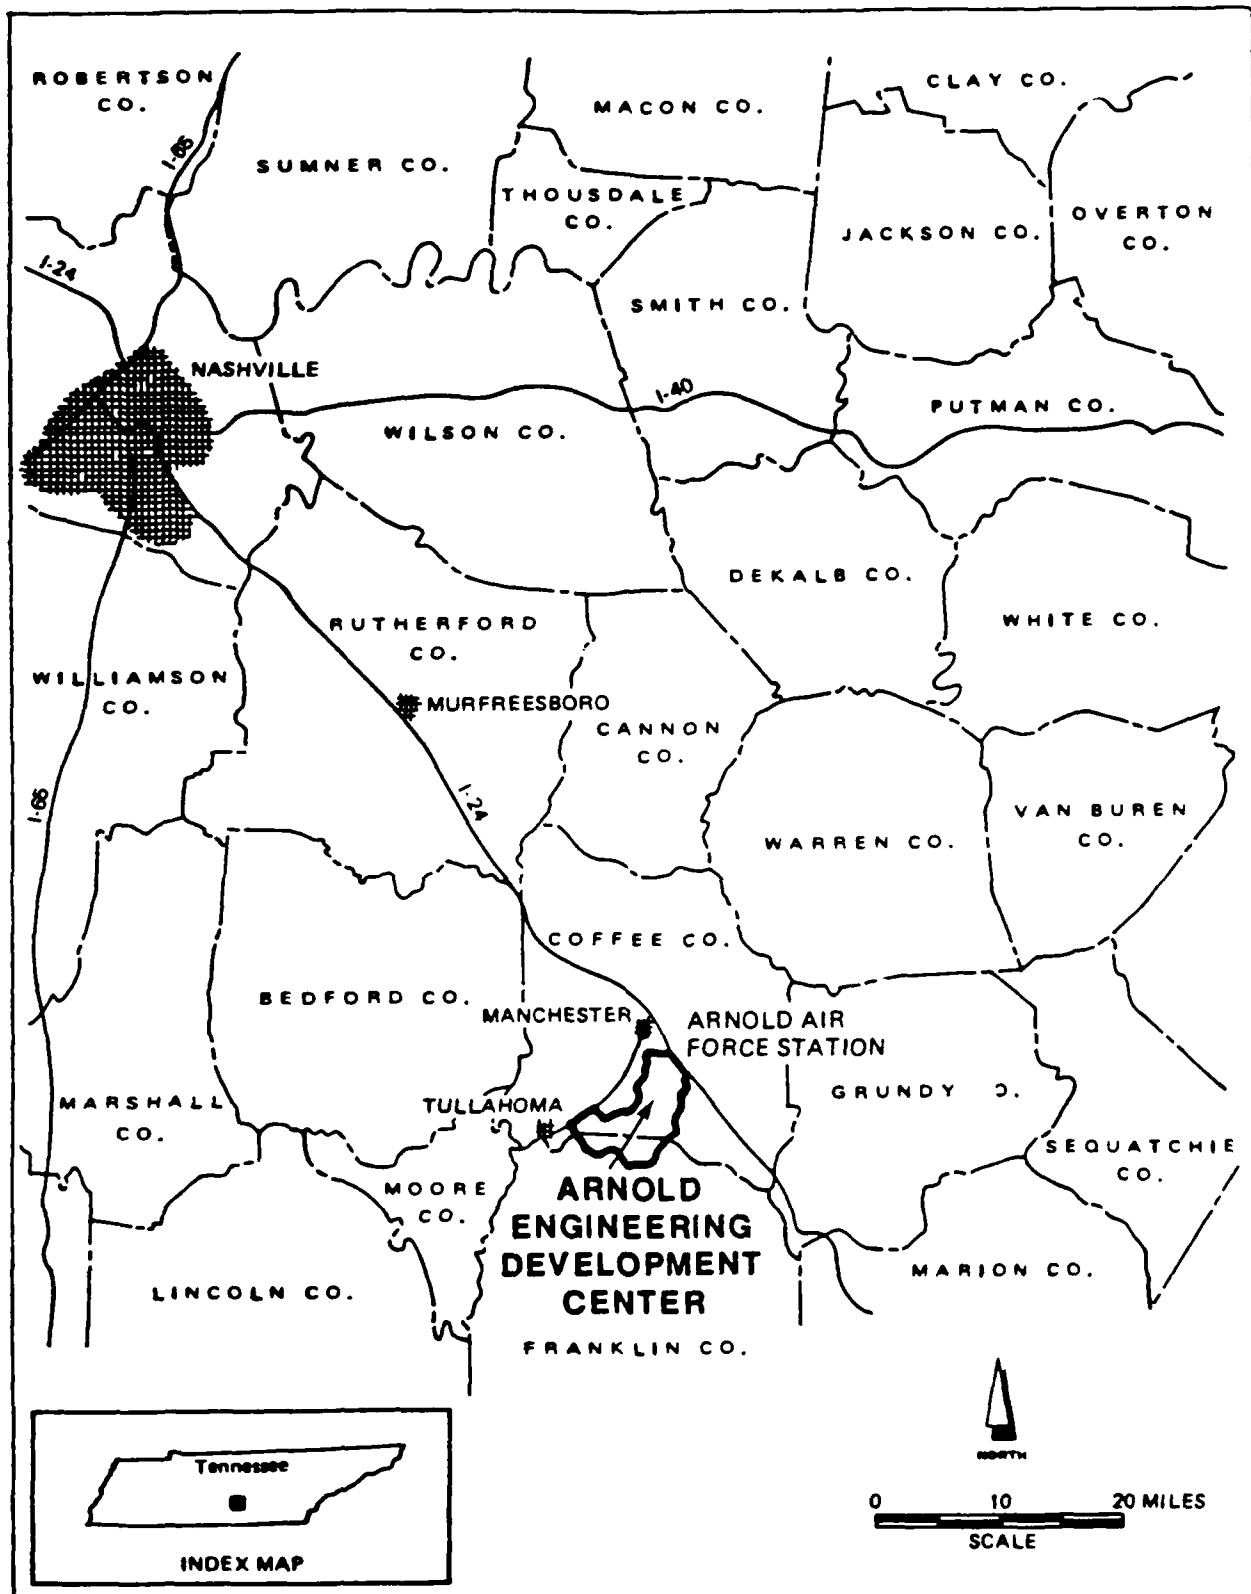 ROBERTSON
CO.
CLAY CO.
MACON CO.
I-65
SUMNER CO.
THOUSDALE
CO.
OVERTON
CO.
JACKSON CO.
I-24
SMITH CO.
NASHVILLE
I-40
PUTMAN CO.
WILSON CO.
DEKALB CO.
RUTHERFORD
CO.
WHITE CO.
WILLIAMSON
CO.
MURFREESBORO
CANNON
CO.
I-65
I-24
VAN BUREN
CO.
WARREN CO.
COFFEE CO.
BEDFORD CO.
MANCHESTER
ARNOLD AIR
FORCE STATION
GRUNDY O.
MARSHALL
CO.
TULLAHOMA
SEQUATCHIE
CO.
MOORE
CO.
ARNOLD
ENGINEERING
DEVELOPMENT
CENTER
MARION CO.
LINCOLN CO.
FRANKLIN CO.
NORTH
Tennessee
INDEX MAP
0 10 20 MILES
SCALE